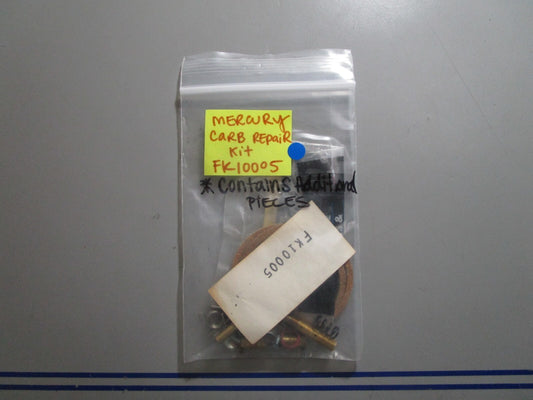 MERCURY
CARB REPAIR
Kit
FK10005
* Contains Additional
PIECES
FK10005